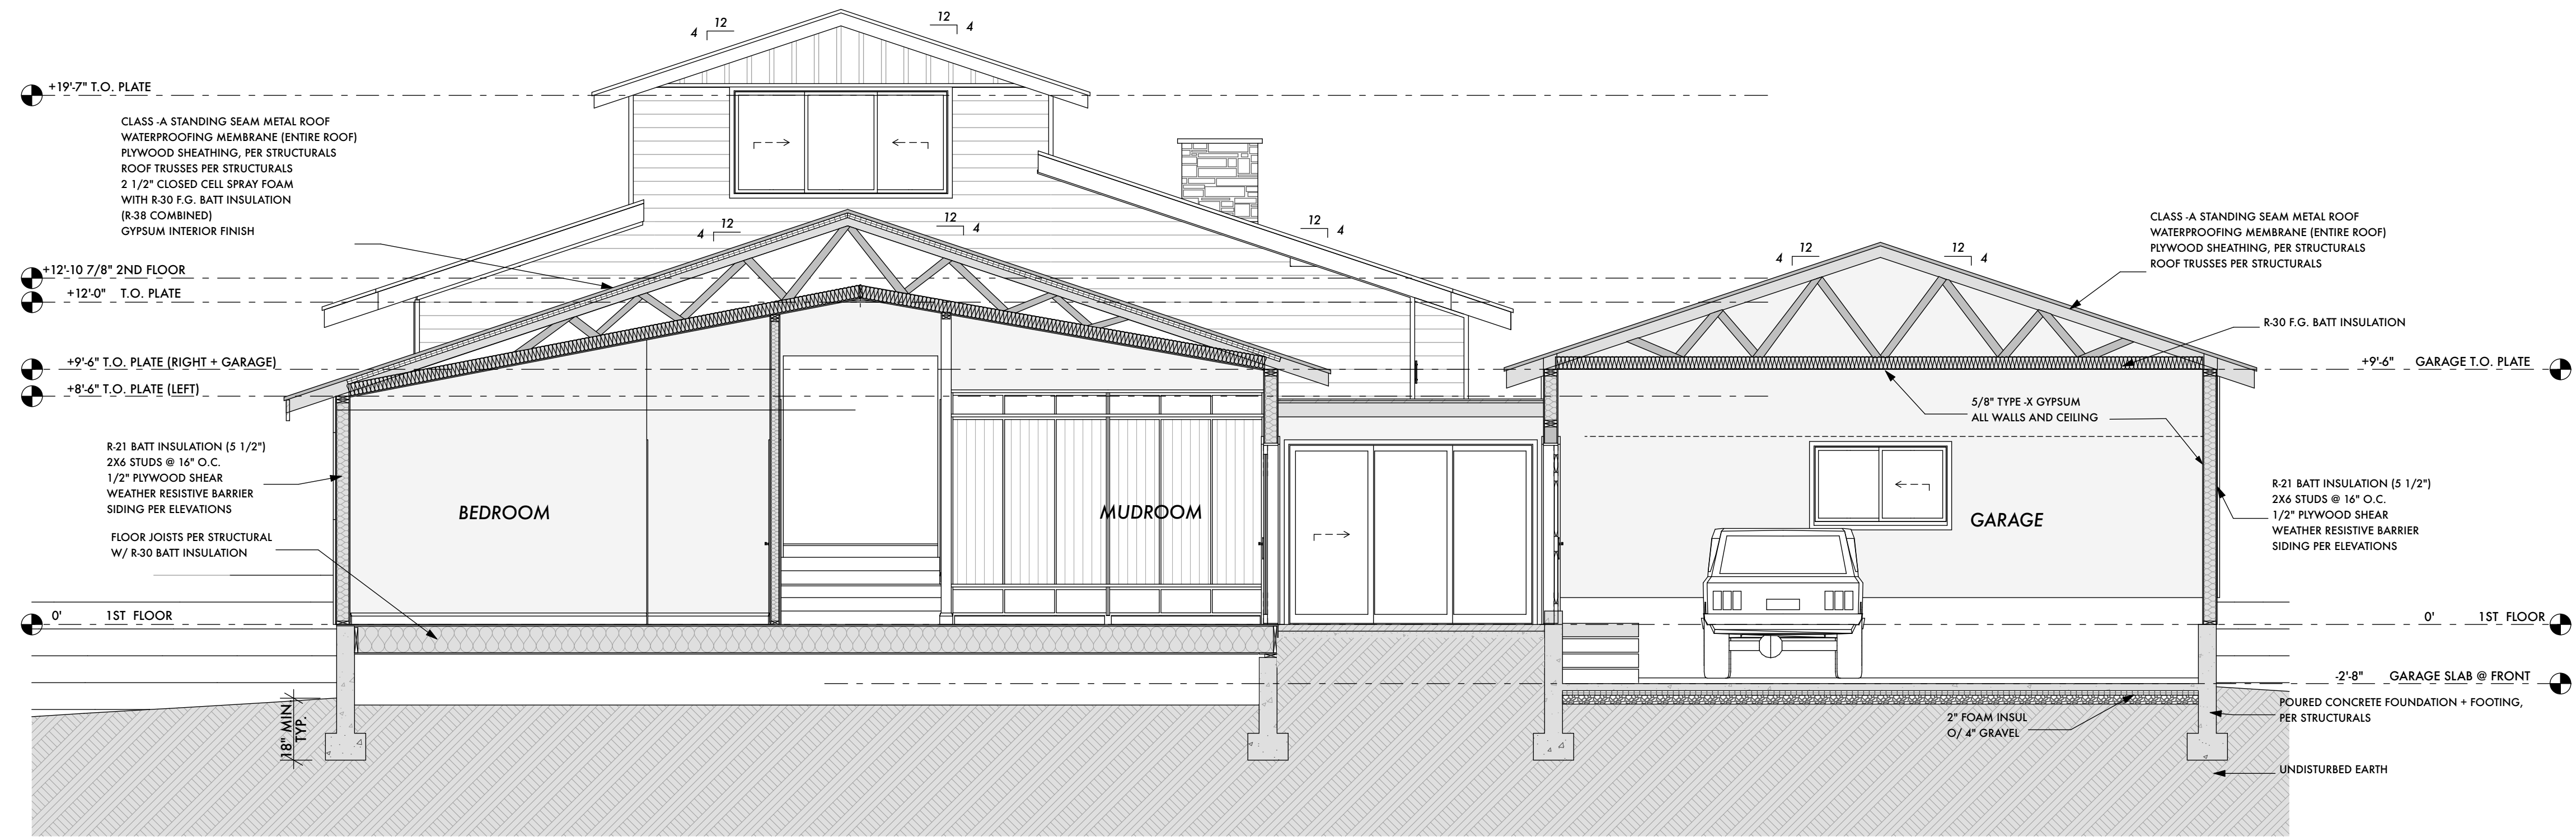 12
4
12
4
+19'-7" T.O. PLATE
CLASS -A STANDING SEAM METAL ROOF
WATERPROOFING MEMBRANE (ENTIRE ROOF)
PLYWOOD SHEATHING, PER STRUCTURALS
ROOF TRUSSES PER STRUCTURALS
2 1/2" CLOSED CELL SPRAY FOAM
WITH R-30 F.G. BATT INSULATION
(R-38 COMBINED)
GYPSUM INTERIOR FINISH
12
4
12
4
12
4
12
4
12
4
CLASS -A STANDING SEAM METAL ROOF
WATERPROOFING MEMBRANE (ENTIRE ROOF)
PLYWOOD SHEATHING, PER STRUCTURALS
ROOF TRUSSES PER STRUCTURALS
+12'-10 7/8" 2ND FLOOR
+12'-0" T.O. PLATE
R-30 F.G. BATT INSULATION
+9'-6" T.O. PLATE (RIGHT + GARAGE)
+9'-6" GARAGE T.O. PLATE
+8'-6" T.O. PLATE (LEFT)
5/8" TYPE -X GYPSUM
ALL WALLS AND CEILING
R-21 BATT INSULATION (5 1/2")
2X6 STUDS @ 16" O.C.
1/2" PLYWOOD SHEAR
WEATHER RESISTIVE BARRIER
SIDING PER ELEVATIONS
BEDROOM
MUDROOM
GARAGE
R-21 BATT INSULATION (5 1/2")
2X6 STUDS @ 16" O.C.
1/2" PLYWOOD SHEAR
WEATHER RESISTIVE BARRIER
SIDING PER ELEVATIONS
FLOOR JOISTS PER STRUCTURAL
W/ R-30 BATT INSULATION
0' 1ST FLOOR
0' 1ST FLOOR
-2'-8" GARAGE SLAB @ FRONT
18" MIN.
TYP.
2" FOAM INSUL
O/ 4" GRAVEL
POURED CONCRETE FOUNDATION + FOOTING,
PER STRUCTURALS
UNDISTURBED EARTH